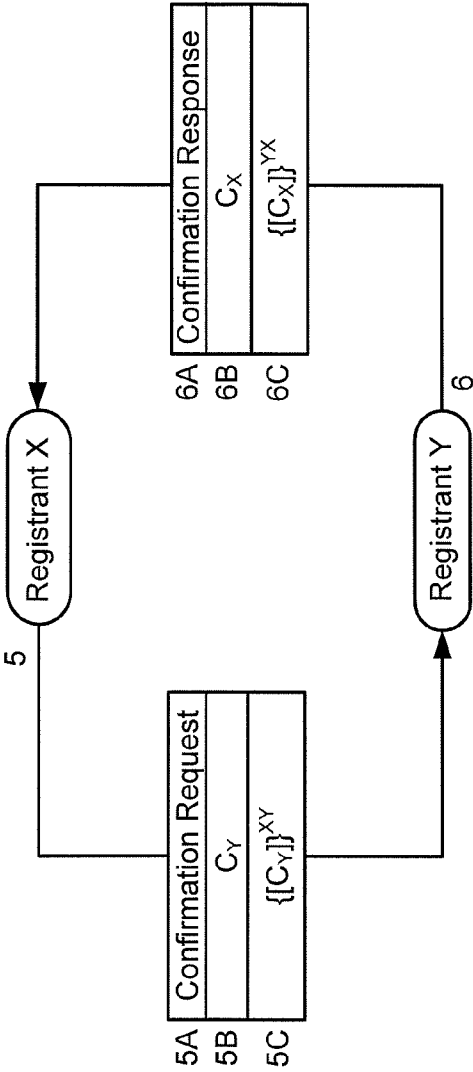 5
Registrant X
5A Confirmation Request
5B C_Y
5C {[C_Y]}^XY
6A Confirmation Response
6B C_X
6C {[C_X]}^YX
Registrant Y
6